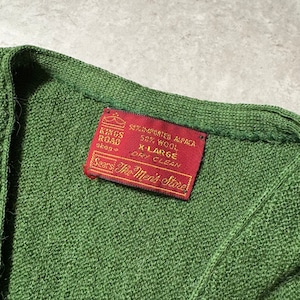 KINGS
ROAD
50% IMPORTED ALPACA
50% WOOL
X-LARGE
DRY CLEAN
Sears The Men's Store